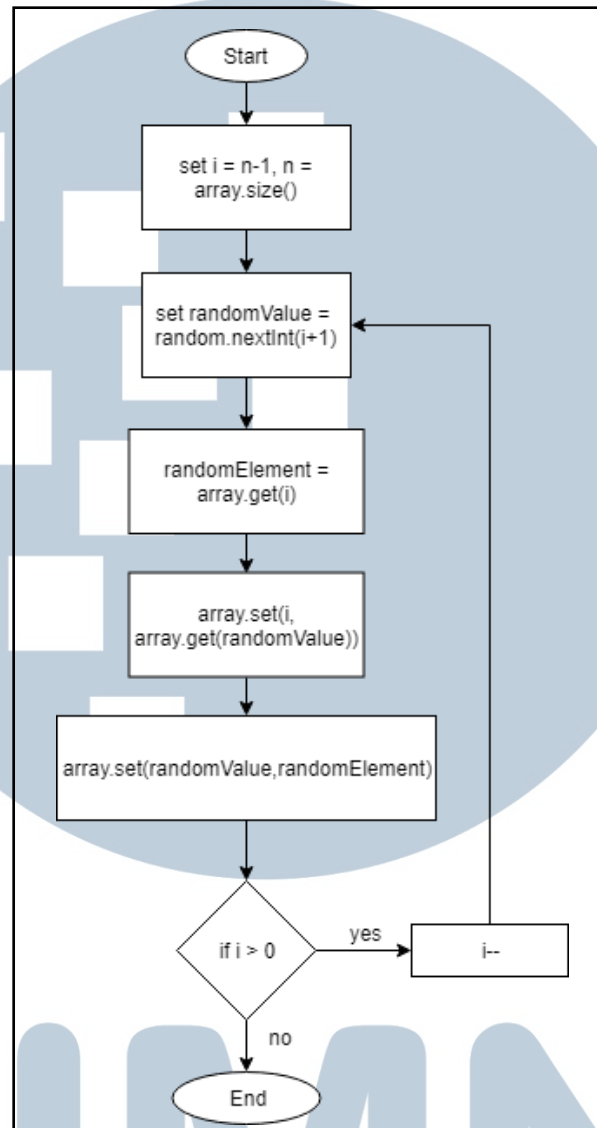 Start
set i = n-1, n =
array.size()
set randomValue =
random.nextInt(i+1)
randomElement =
array.get(i)
array.set(i,
array.get(randomValue))
array.set(randomValue,randomElement)
if i > 0
yes
i--
no
End